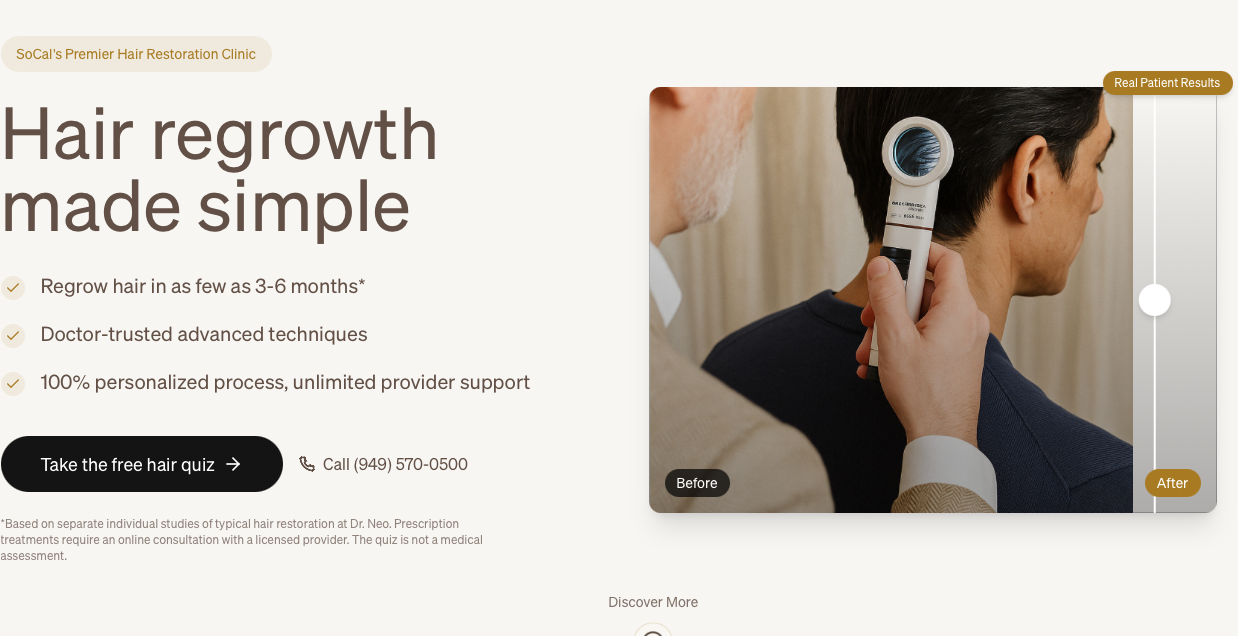 SoCal's Premier Hair Restoration Clinic
Real Patient Results
Hair regrowth
made simple
Regrow hair in as few as 3-6 months*
Doctor-trusted advanced techniques
100% personalized process, unlimited provider support
Take the free hair quiz
Call (949) 570-0500
Before
After
*Based on separate individual studies of typical hair restoration at Dr. Neo. Prescription
treatments require an online consultation with a licensed provider. The quiz is not a medical
assessment.
Discover More